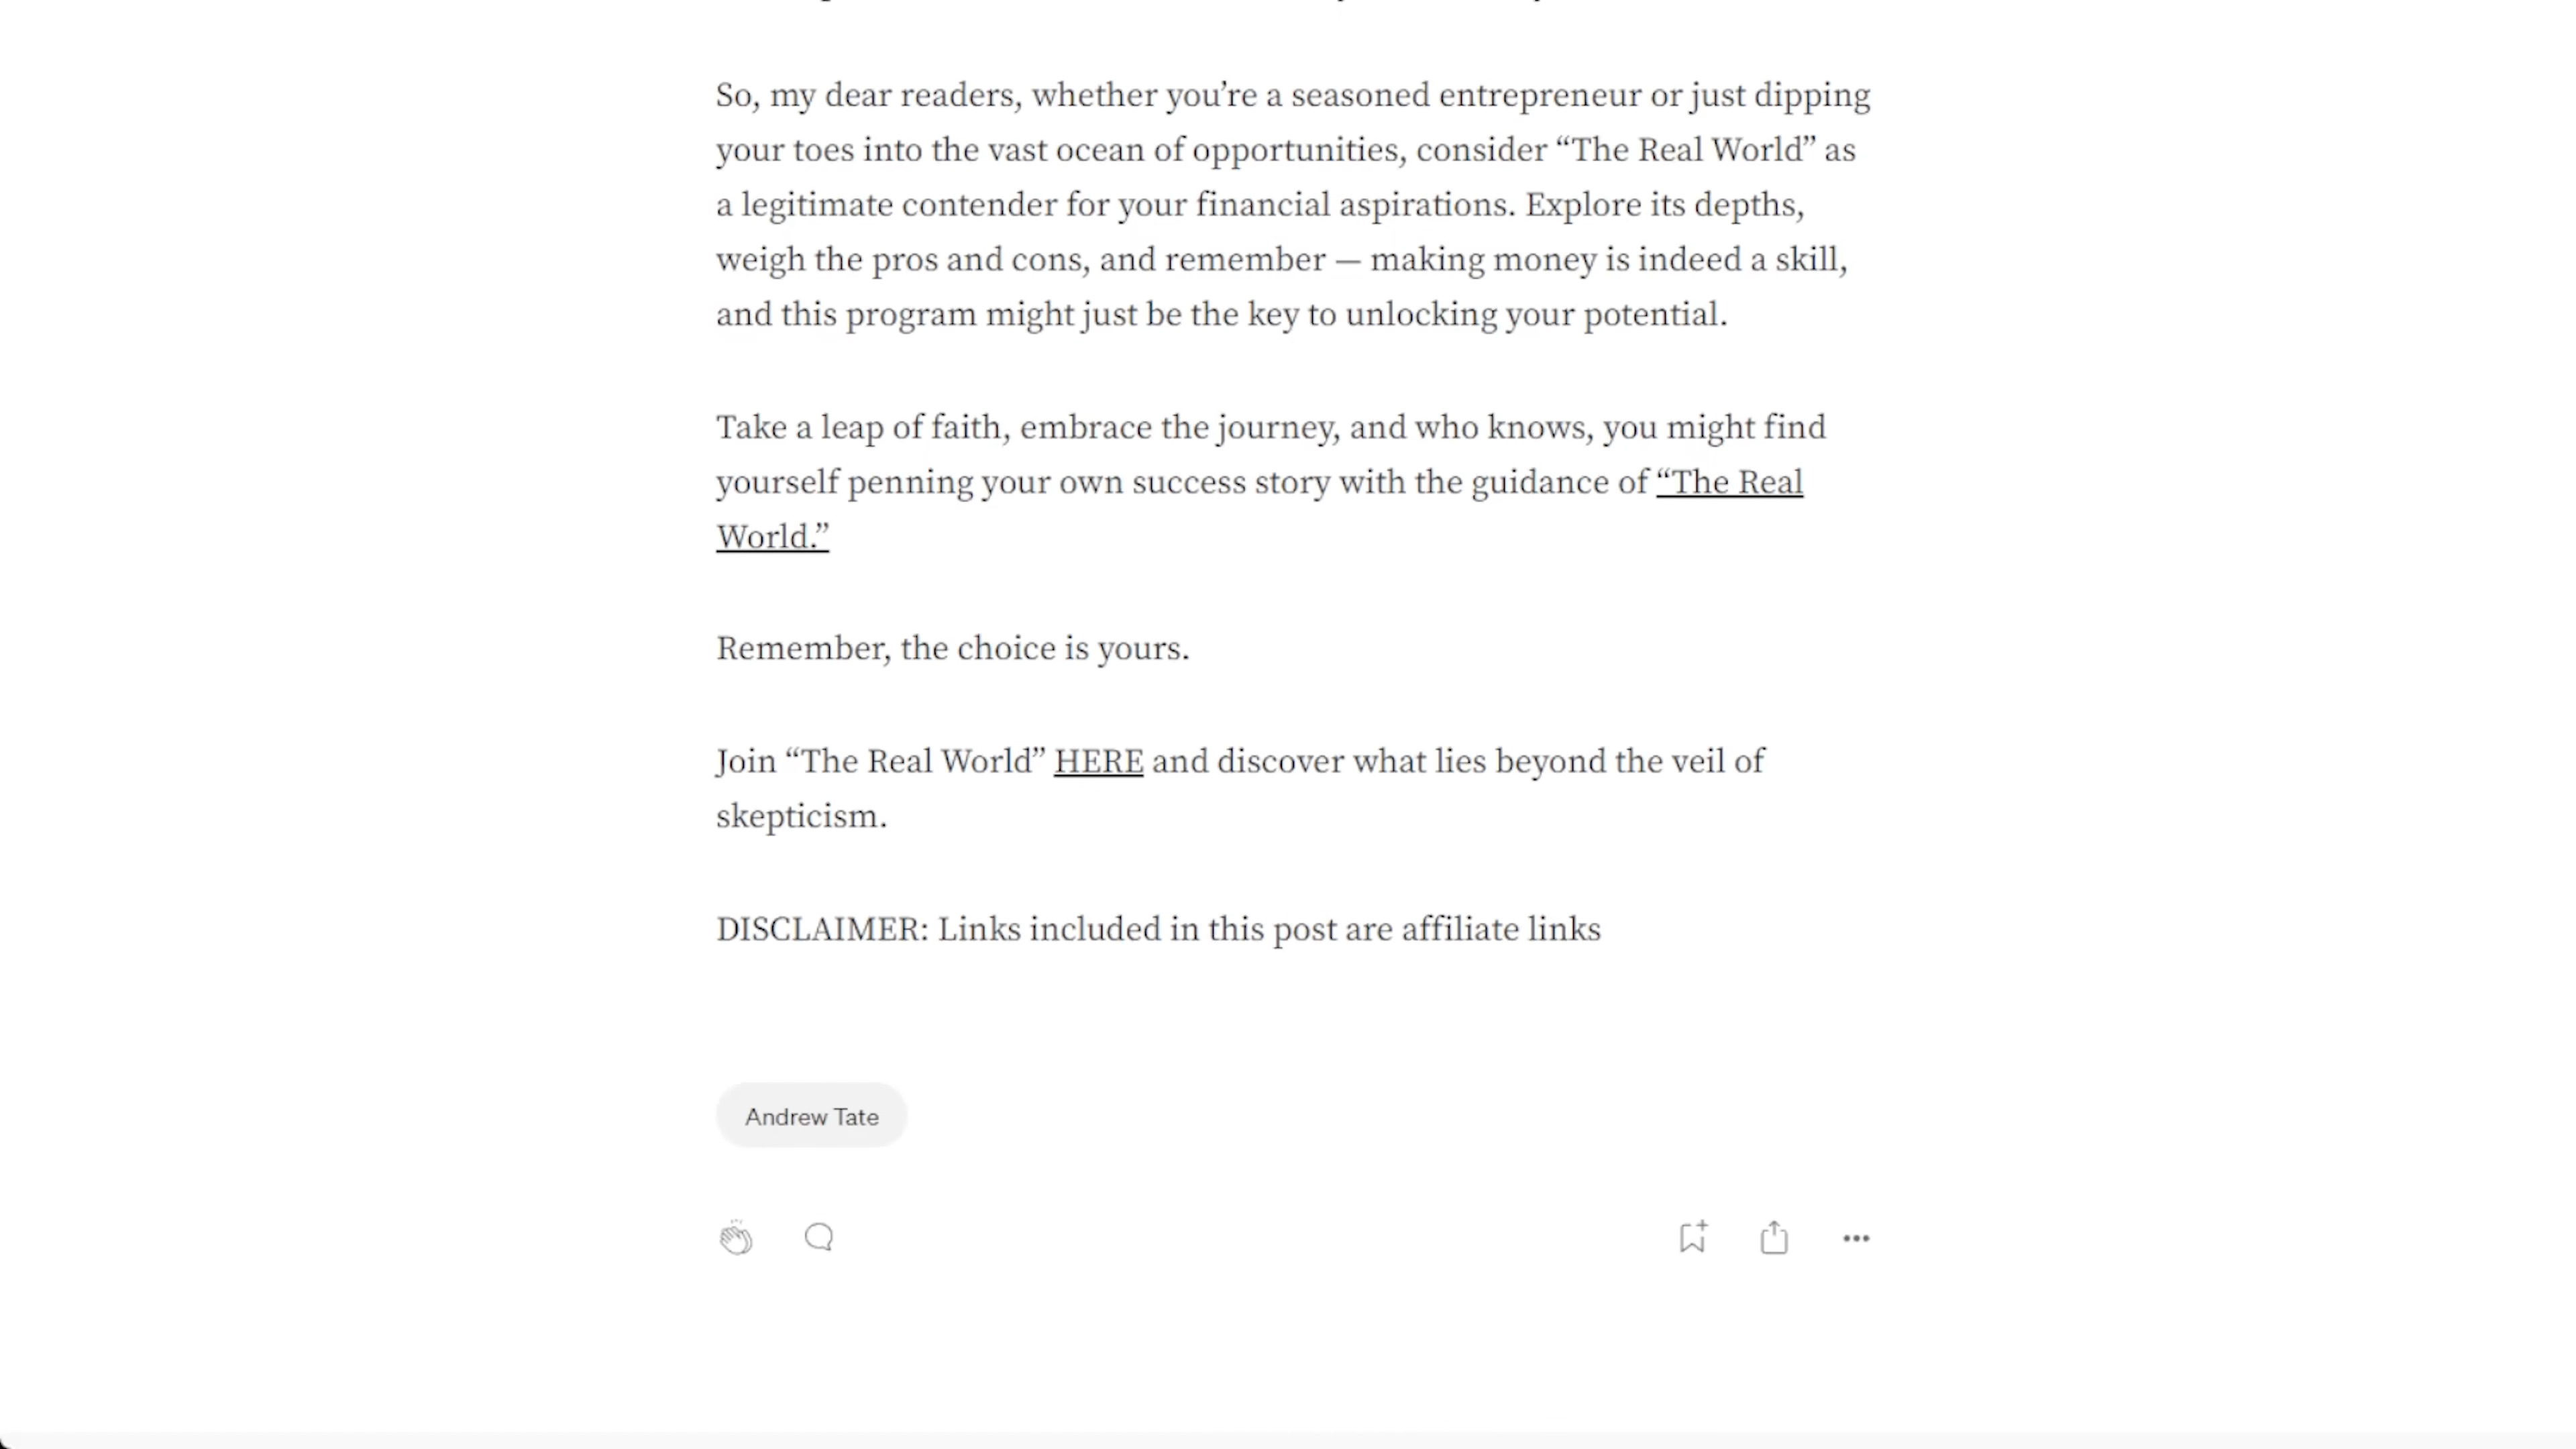 So, my dear readers, whether you’re a seasoned entrepreneur or just dipping
your toes into the vast ocean of opportunities, consider “The Real World” as
a legitimate contender for your financial aspirations. Explore its depths,
weigh the pros and cons, and remember — making money is indeed a skill,
and this program might just be the key to unlocking your potential.
Take a leap of faith, embrace the journey, and who knows, you might find
yourself penning your own success story with the guidance of “The Real
World.”
Remember, the choice is yours.
Join “The Real World” HERE and discover what lies beyond the veil of
skepticism.
DISCLAIMER: Links included in this post are affiliate links
Andrew Tate